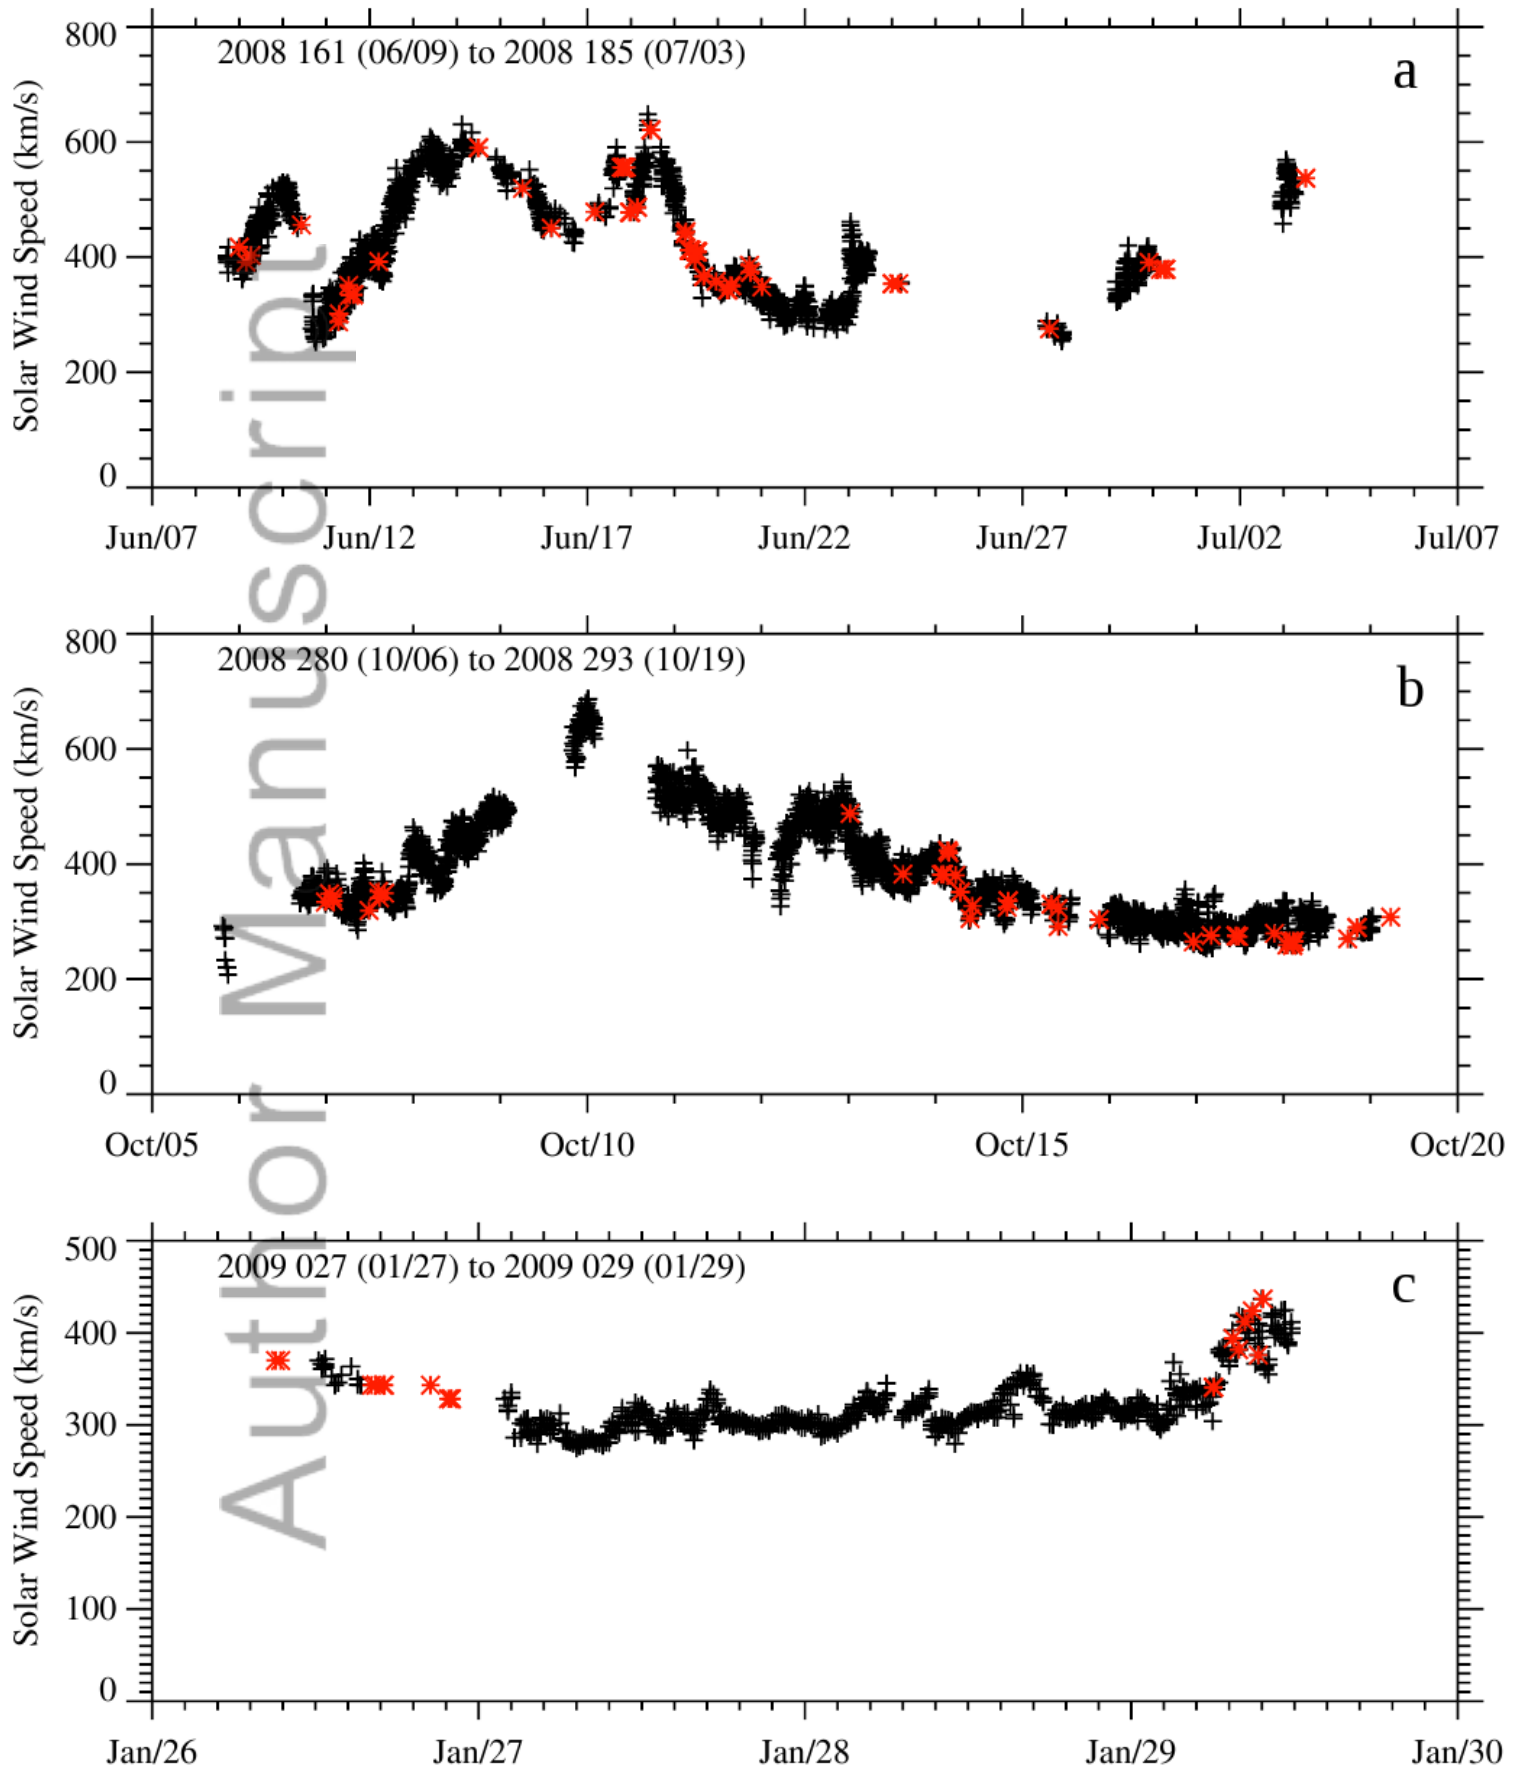 800
2008 161 (06/09) to 2008 185 (07/03)
a
600
400
200
0
Solar Wind Speed (km/s)
Jun/07 Jun/12 Jun/17 Jun/22 Jun/27 Jul/02 Jul/07
800
2008 280 (10/06) to 2008 293 (10/19)
b
600
400
200
0
Solar Wind Speed (km/s)
Oct/05 Oct/10 Oct/15 Oct/20
500
2009 027 (01/27) to 2009 029 (01/29)
c
400
300
200
100
0
Solar Wind Speed (km/s)
Jan/26 Jan/27 Jan/28 Jan/29 Jan/30
Author Manuscript